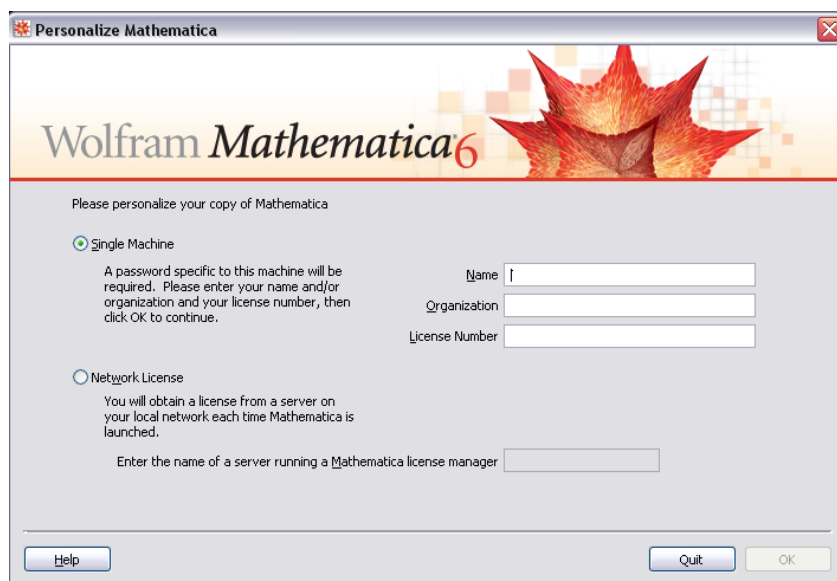 Personalize Mathematica
Wolfram Mathematica 6
Please personalize your copy of Mathematica
Single Machine
A password specific to this machine will be
required. Please enter your name and/or
organization and your license number, then
click OK to continue.
Name
Organization
License Number
Network License
You will obtain a license from a server on
your local network each time Mathematica is
launched.
Enter the name of a server running a Mathematica license manager
Help Quit OK